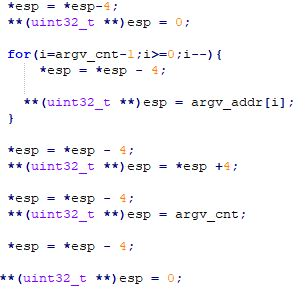 *esp = *esp-4;
**(uint32_t **)esp = 0;
for(i=argv_cnt-1;i>=0;i--){
*esp = *esp - 4;
**(uint32_t **)esp = argv_addr[i];
}
*esp = *esp - 4;
**(uint32_t **)esp = *esp +4;
*esp = *esp - 4;
**(uint32_t **)esp = argv_cnt;
*esp = *esp - 4;
**(uint32_t **)esp = 0;